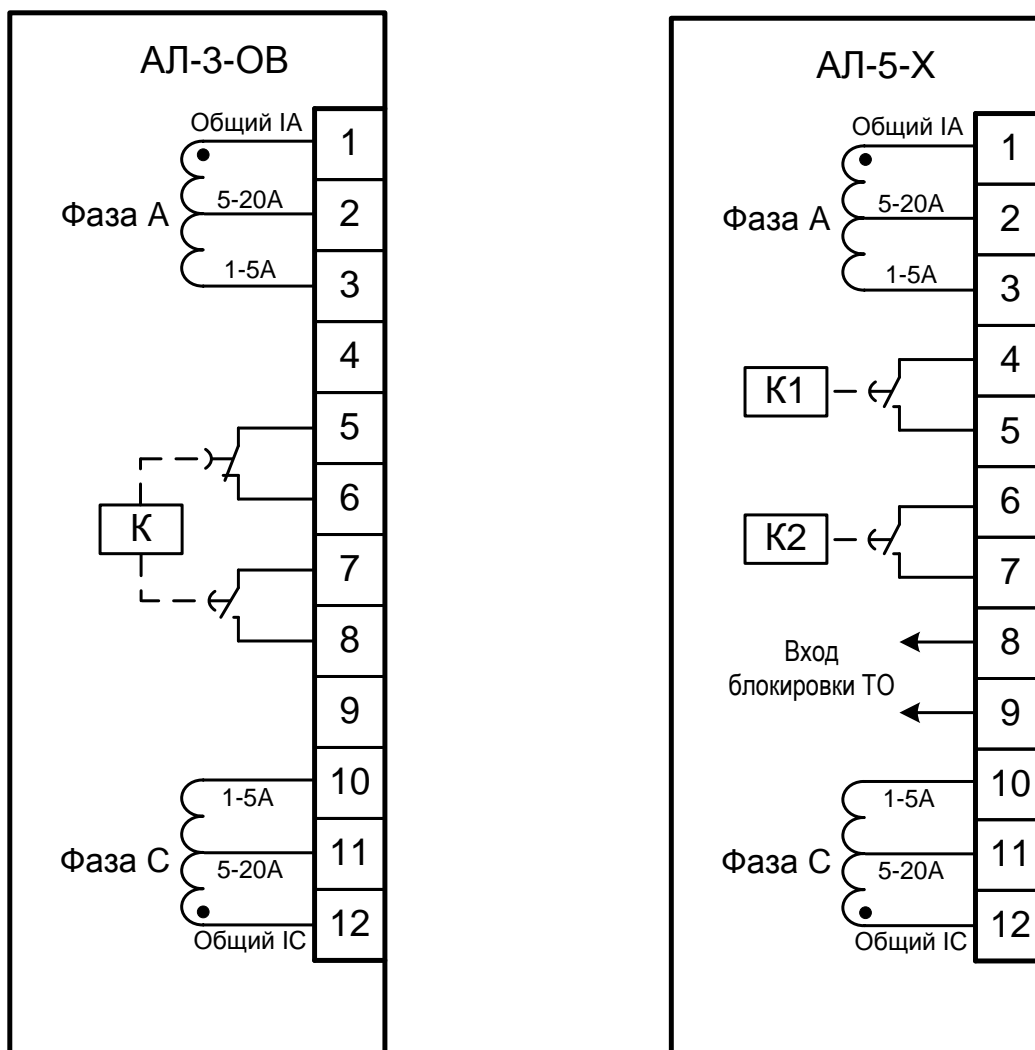 АЛ-3-ОВ
Общий IA
1
Фаза А
5-20А
2
1-5А
3
4
5
К
6
7
8
9
1-5А
10
Фаза С
5-20А
11
Общий IC
12
АЛ-5-Х
Общий IA
1
Фаза А
5-20А
2
1-5А
3
К1
4
5
К2
6
7
Вход
блокировки ТО
8
9
1-5А
10
Фаза С
5-20А
11
Общий IC
12